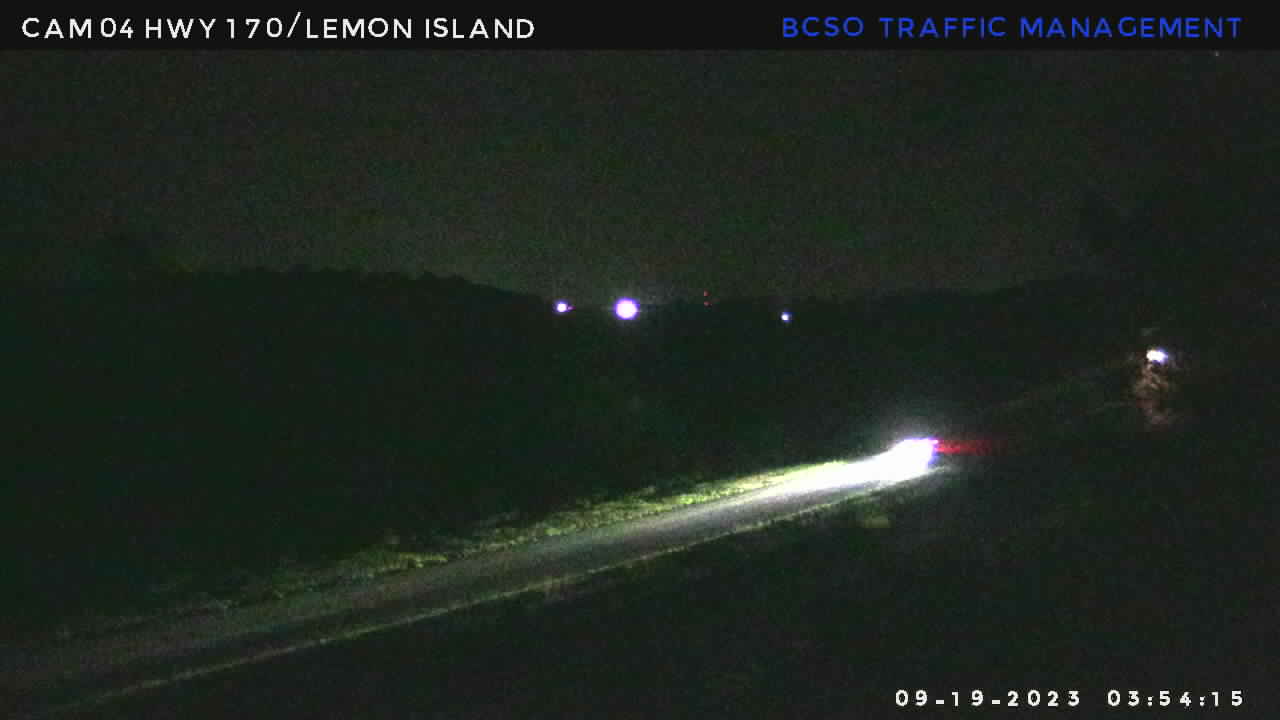 CAM04 HWY 170/LEMON ISLAND
BCSO TRAFFIC MANAGEMENT
09-19-2023 03:54:15